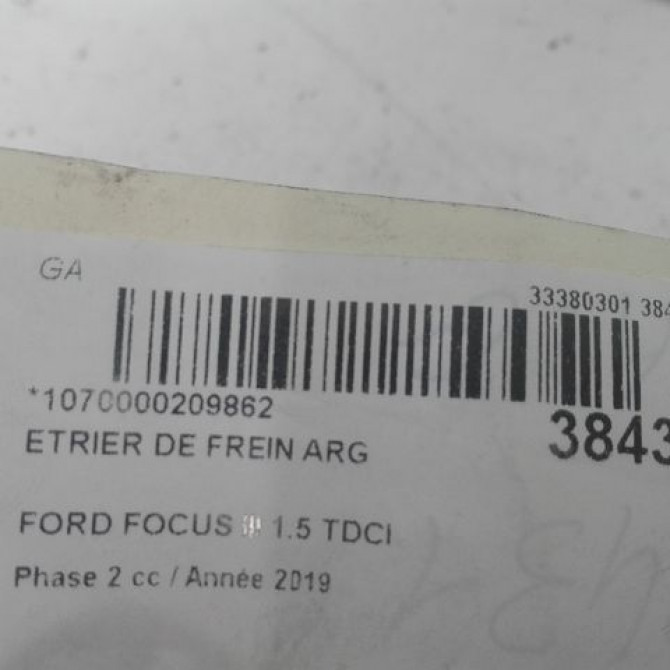 GA
33380301 384
*1070000209862
3843
ETRIER DE FREIN ARG
FORD FOCUS III 1.5 TDCI
Phase 2 cc / Année 2019